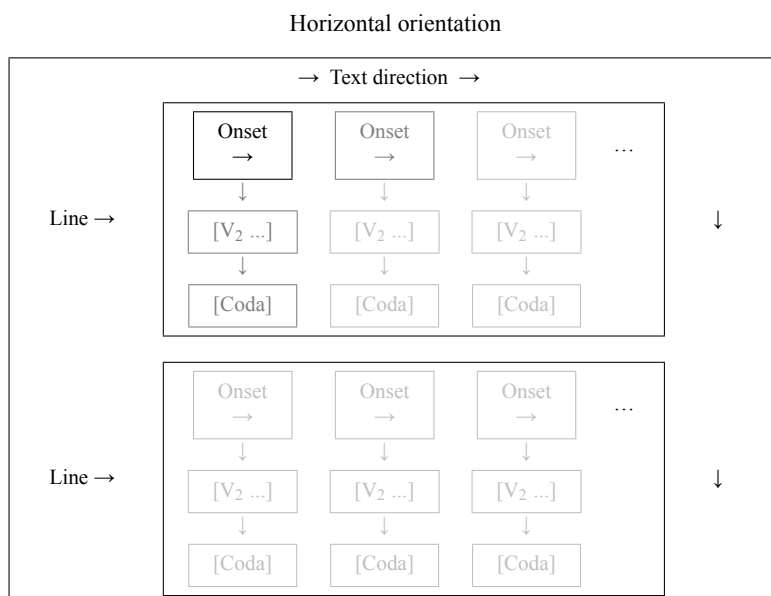 Horizontal orientation
→ Text direction →
Onset Onset Onset ...
→ → →
↓ ↓ ↓
Line → [V₂ ...] [V₂ ...] [V₂ ...] ↓
↓ ↓ ↓
[Coda] [Coda] [Coda]
Onset Onset Onset ...
→ → →
↓ ↓ ↓
Line → [V₂ ...] [V₂ ...] [V₂ ...] ↓
↓ ↓ ↓
[Coda] [Coda] [Coda]